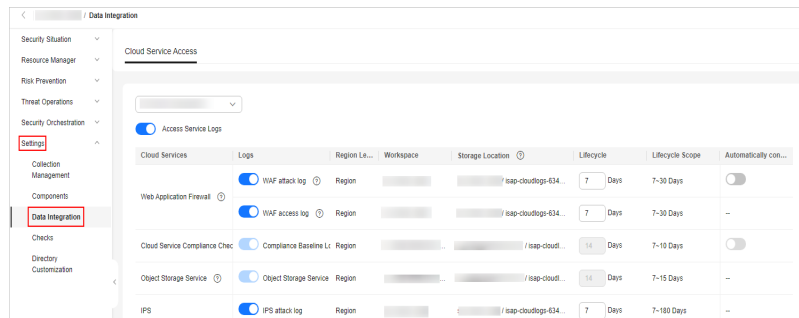 / Data Integration
Security Situation
Resource Manager
Risk Prevention
Threat Operations
Security Orchestration
Settings
Collection
Management
Components
Data Integration
Checks
Directory
Customization
Cloud Service Access
Access Service Logs
Cloud Services Logs Region Le... Workspace Storage Location Lifecycle Lifecycle Scope Automatically con...
Web Application Firewall
WAF attack log Region / isap-cloudlogs-634... 7 Days 7~30 Days
WAF access log Region / isap-cloudlogs-634... 7 Days 7~30 Days --
Cloud Service Compliance Chec Compliance Baseline Lo Region ... / isap-cloudl... 14 Days 7~10 Days
Object Storage Service Object Storage Service Region ... / isap-cloudl... 14 Days 7~15 Days --
IPS IPS attack log Region / isap-cloudlogs-634... 7 Days 7~180 Days --